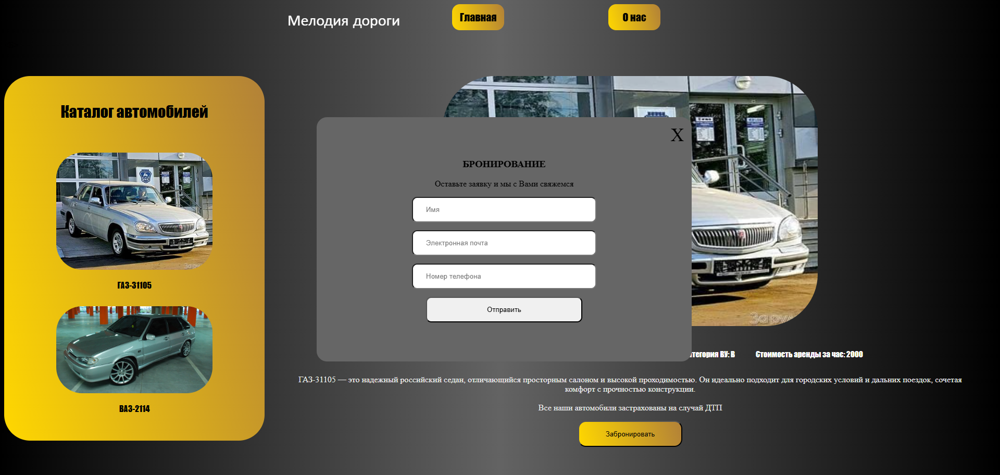 Мелодия дороги
Главная
О нас
Каталог автомобилей
ГАЗ-31105
ВАЗ-2114
X
БРОНИРОВАНИЕ
Оставьте заявку и мы с Вами свяжемся
Имя
Электронная почта
Номер телефона
Отправить
тегория ВУ: В
Стоимость аренды за час: 2000
ГАЗ-31105 — это надежный российский седан, отличающийся просторным салоном и высокой проходимостью. Он идеально подходит для городских условий и дальних поездок, сочетая
комфорт с прочностью конструкции.
Все наши автомобили застрахованы на случай ДТП
Забронировать